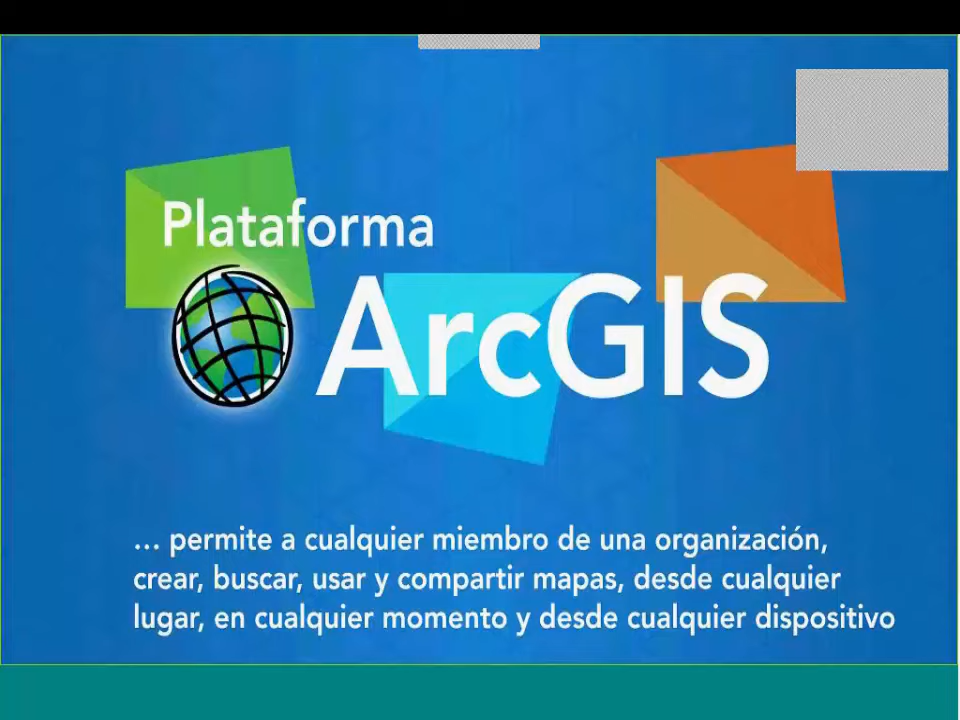 Plataforma
ArcGIS
... permite a cualquier miembro de una organización,
crear, buscar, usar y compartir mapas, desde cualquier
lugar, en cualquier momento y desde cualquier dispositivo